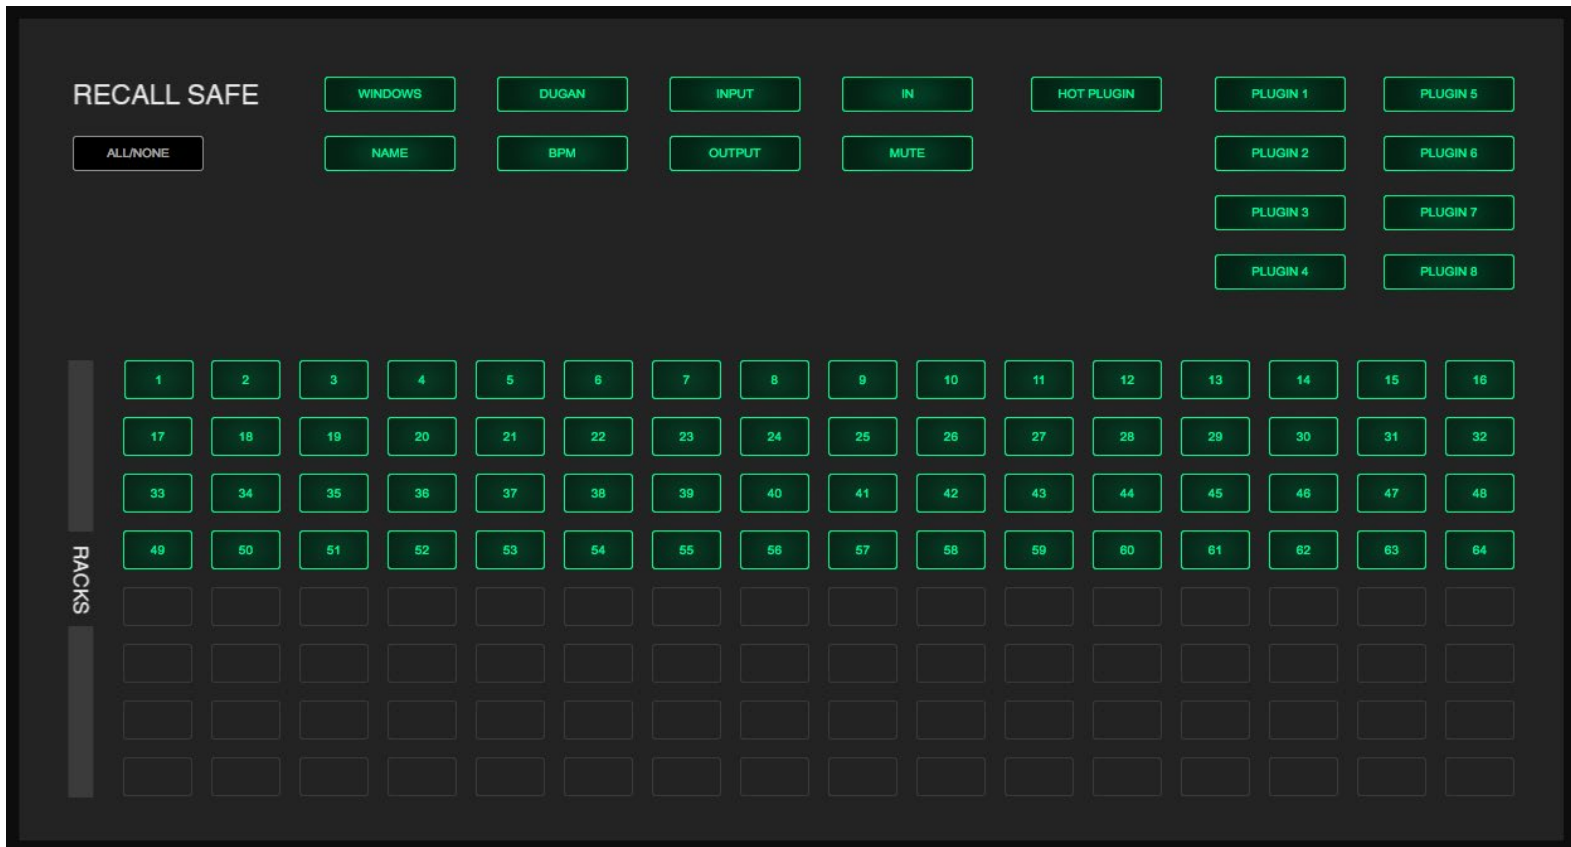 RECALL SAFE WINDOWS DUGAN INPUT IN HOT PLUGIN PLUGIN 1 PLUGIN 5
ALL/NONE NAME BPM OUTPUT MUTE PLUGIN 2 PLUGIN 6
PLUGIN 3 PLUGIN 7
PLUGIN 4 PLUGIN 8
1 2 3 4 5 6 7 8 9 10 11 12 13 14 15 16
17 18 19 20 21 22 23 24 25 26 27 28 29 30 31 32
33 34 35 36 37 38 39 40 41 42 43 44 45 46 47 48
49 50 51 52 53 54 55 56 57 58 59 60 61 62 63 64
RACKS